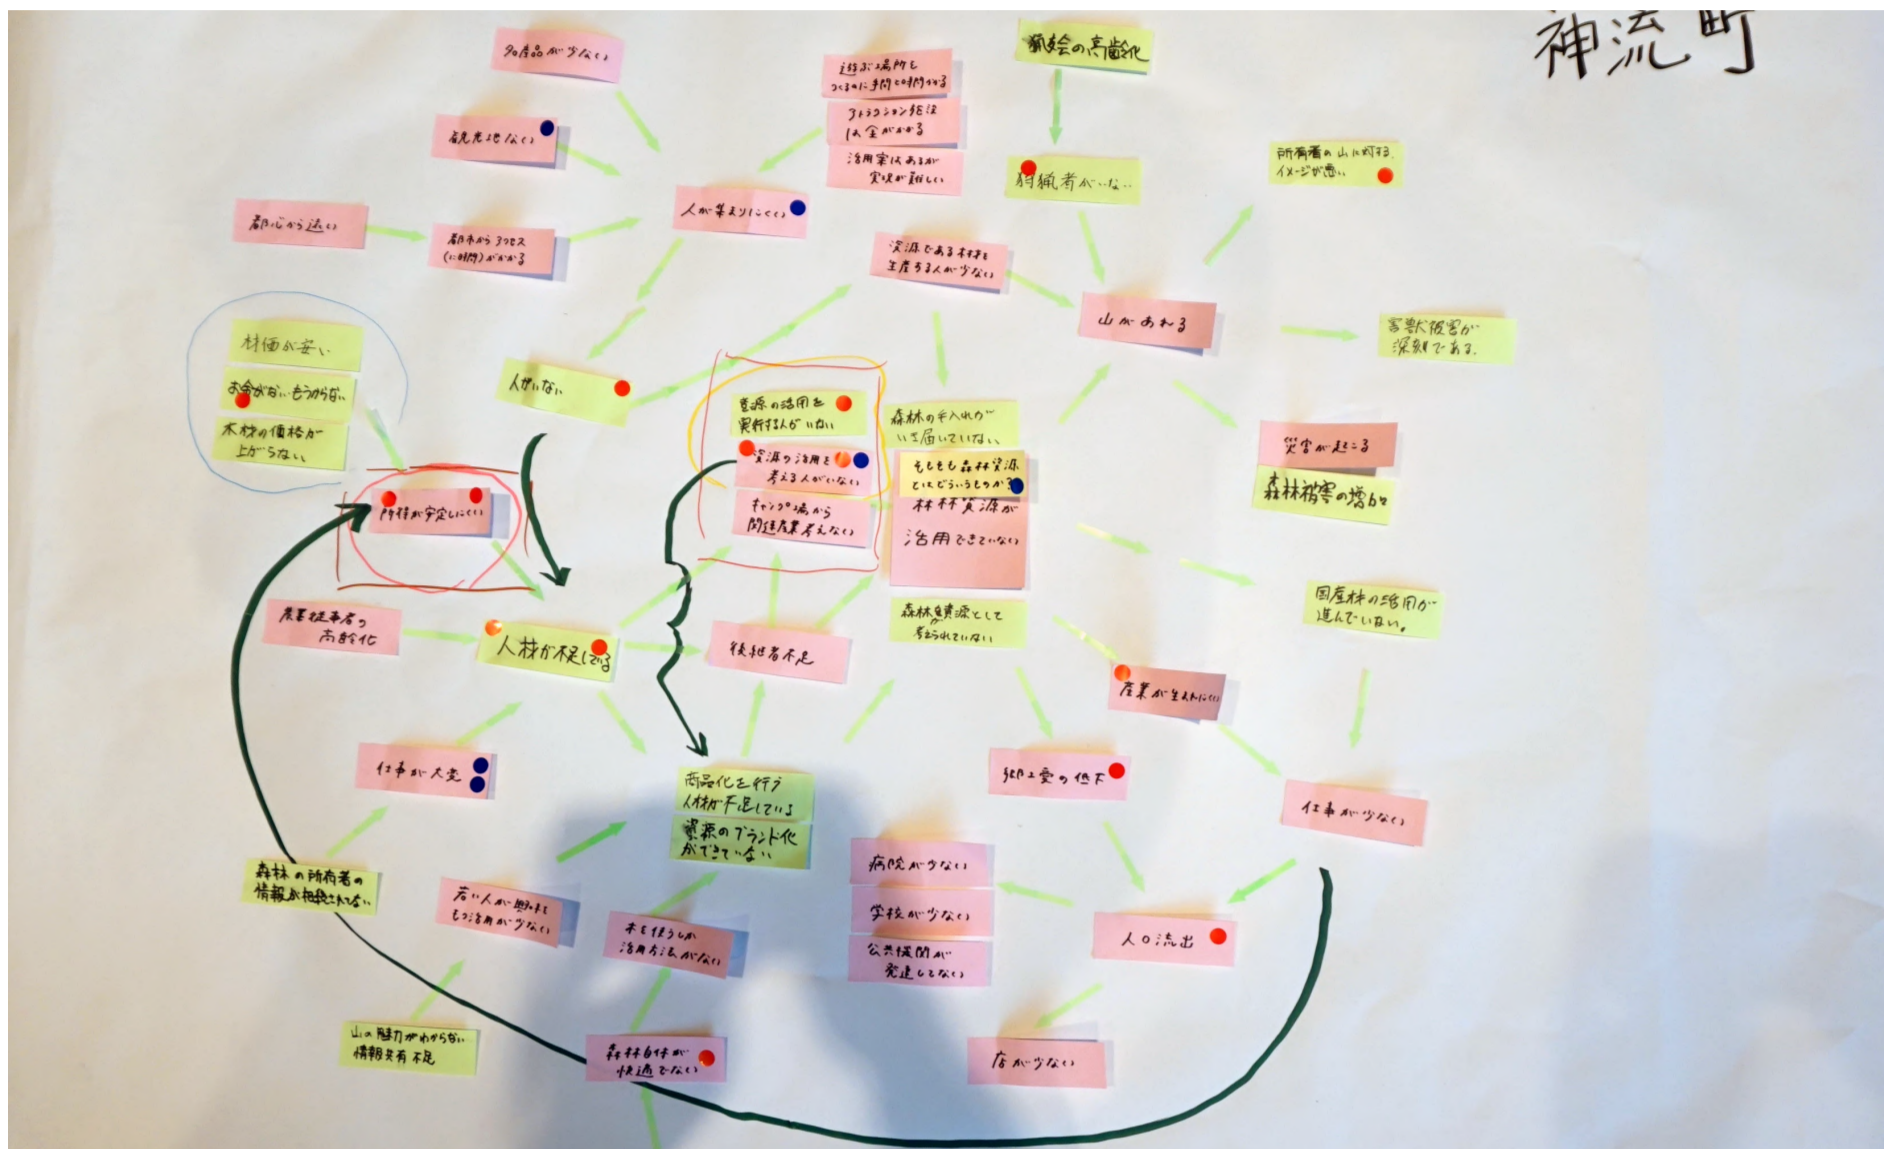 神流町
名産品が少ない
猟友会の高齢化
遊ぶ場所を
つくるのに手間と時間がかかる
アトラクション建設
は金がかかる
活用案はあるが
実現が難しい
観光地がない
狩猟者がいない
所有者の山に対する
イメージが悪い
都心から遠い
都市からアクセス
(に時間)がかかる
人が集まりにくい
資源である材を
生産する人が少ない
山があれる
害獣被害が
深刻である。
材価が安い
お金がない・もうからない
木材の価格が
上がらない
人がいない
資源の活用を
実行する人がいない
資源の活用を
考える人がいない
キャンプ場から
関連産業考えない
森林の手入れが
いき届いていない
そもそも森林資源
とはどういうものか
林林資源が
活用できていない
災害が起こる
森林被害の増加
所得が安定しにくい
国産材の活用が
進んでいない。
農業従事者の
高齢化
人材が不足している
後継者不足
森林が資源として
考えられていない
産業が生まれにくい
仕事が大変
商品化を行う
人材が不足している
資源のブランド化
ができていない
郷土愛の低下
仕事が少ない
森林の所有者の
情報が相続されてない
若い人が興味を
もつ活用が少ない
木を使うしか
活用方法がない
病院が少ない
学校が少ない
公共機関が
発達してない
人口流出
山の魅力がわからない
情報共有不足
森林自体が
快適でない
店が少ない